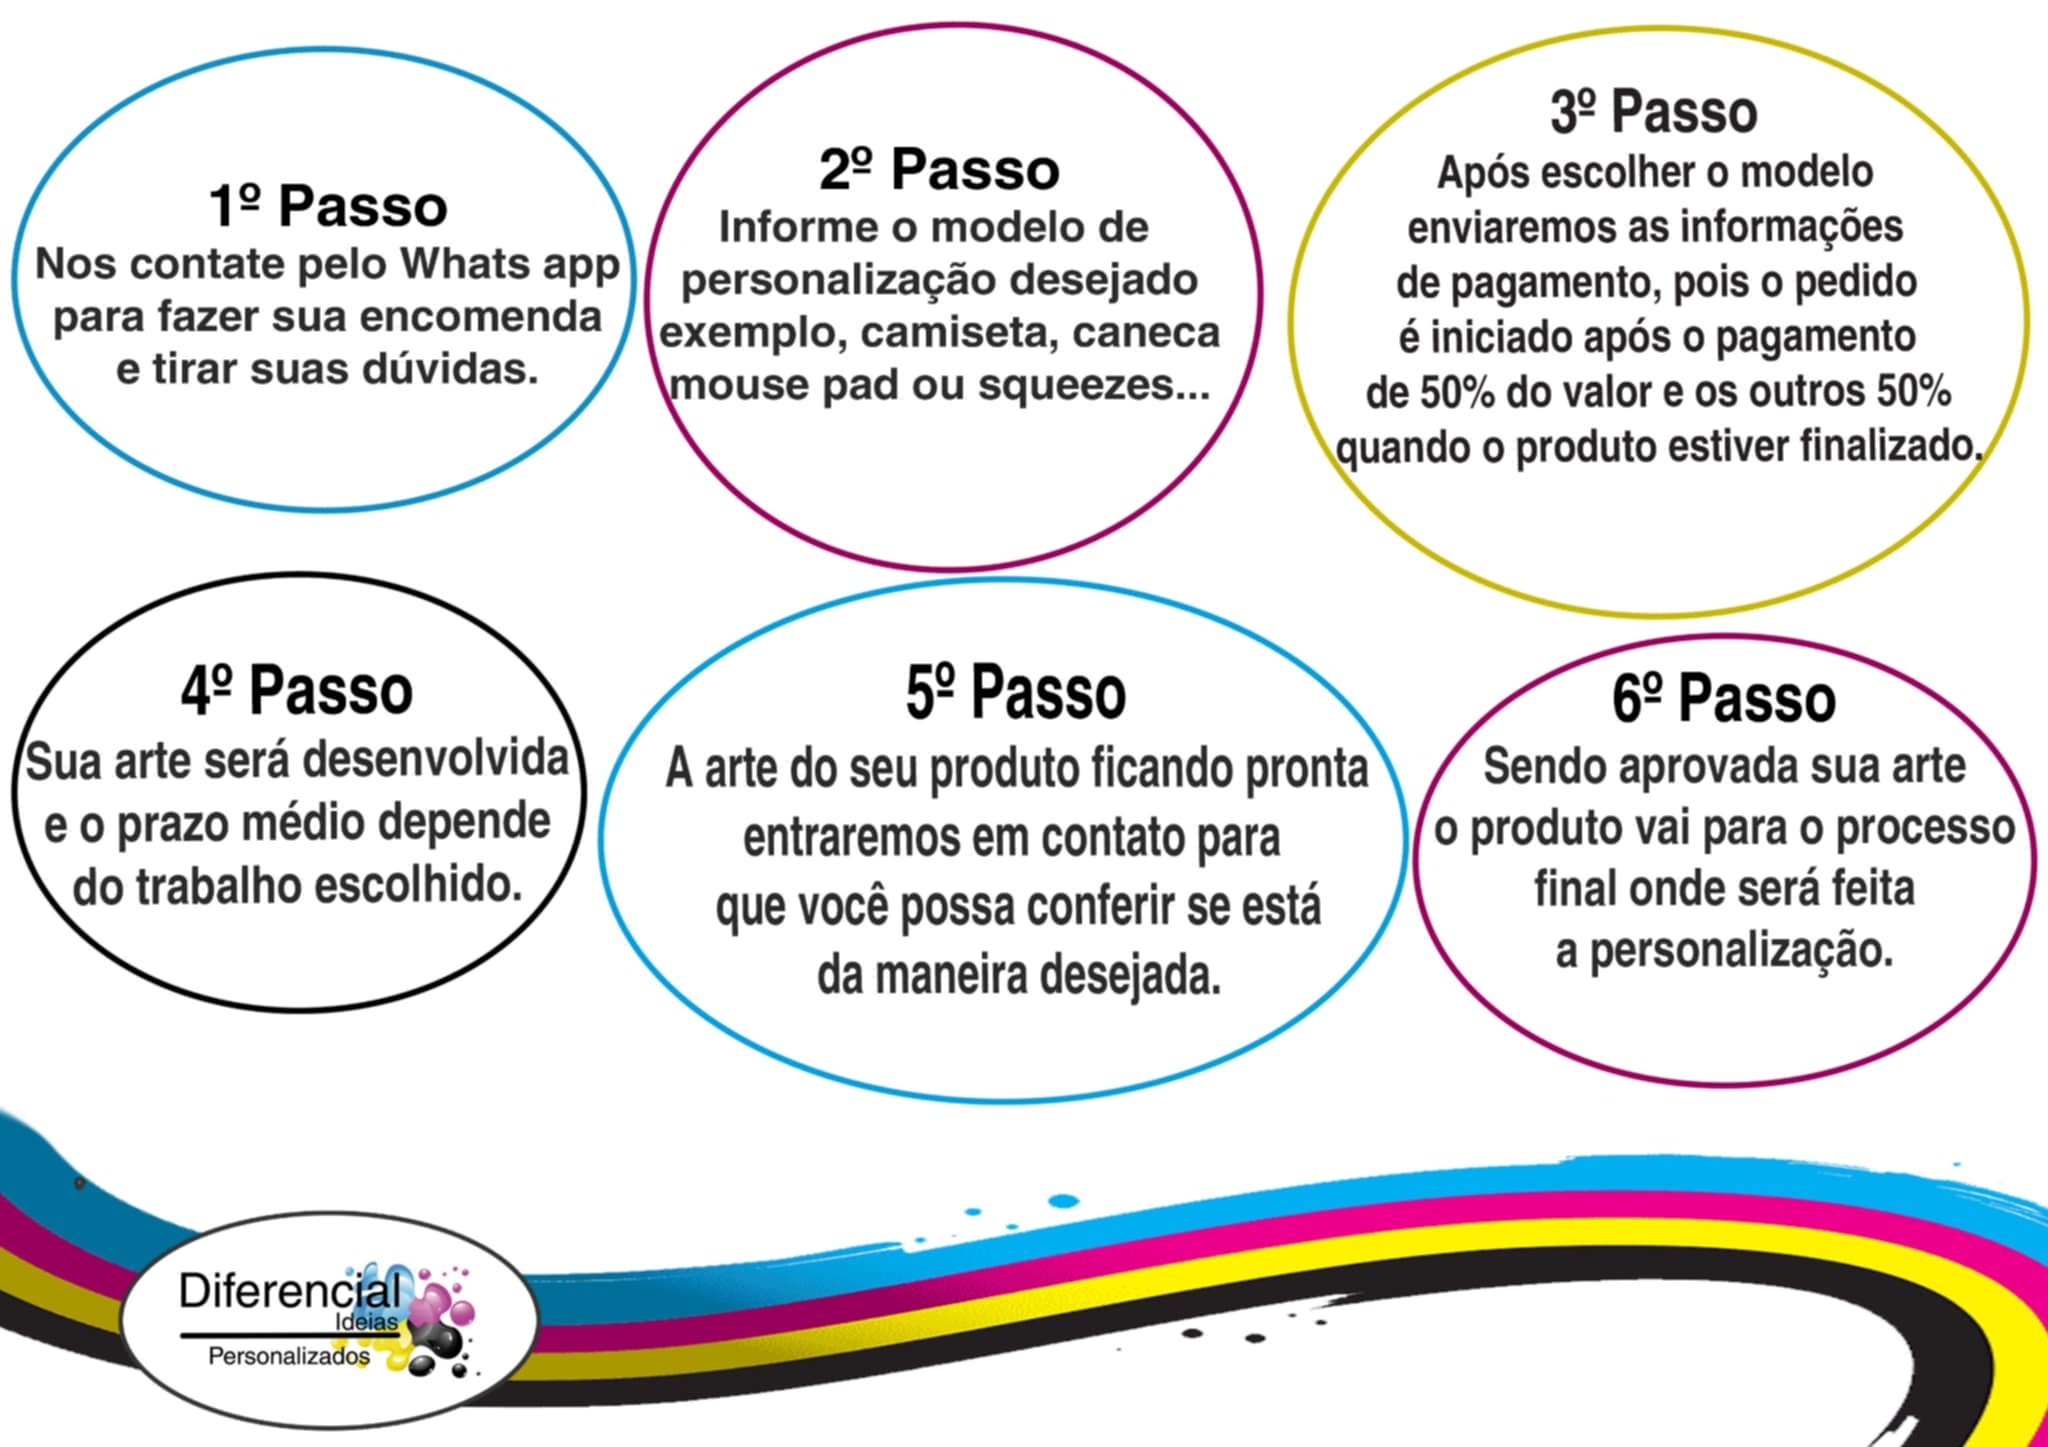 1º Passo
Nos contate pelo Whats app
para fazer sua encomenda
e tirar suas dúvidas.
2º Passo
Informe o modelo de
personalização desejado
exemplo, camiseta, caneca
mouse pad ou squeezes...
3º Passo
Após escolher o modelo
enviaremos as informações
de pagamento, pois o pedido
é iniciado após o pagamento
de 50% do valor e os outros 50%
quando o produto estiver finalizado.
4º Passo
Sua arte será desenvolvida
e o prazo médio depende
do trabalho escolhido.
5º Passo
A arte do seu produto ficando pronta
entraremos em contato para
que você possa conferir se está
da maneira desejada.
6º Passo
Sendo aprovada sua arte
o produto vai para o processo
final onde será feita
a personalização.
Diferencial
Ideias
Personalizados